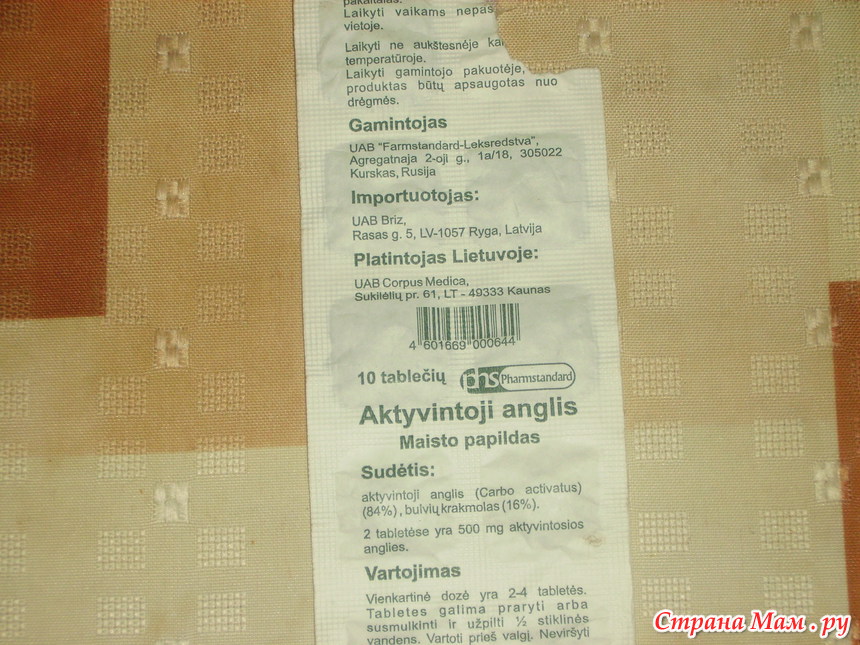 Laikyti vaikams nepas
vietoje.
Laikyti ne aukštesnėje kai
temperatūroje.
Laikyti gamintojo pakuotėje,
produktas būtų apsaugotas nuo
drėgmės.
Gamintojas
UAB "Farmstandard-Leksredstva",
Agregatnaja 2-oji g., 1a/18, 305022
Kurskas, Rusija
Importuotojas:
UAB Briz,
Rasas g. 5, LV-1057 Ryga, Latvija
Platintojas Lietuvoje:
UAB Corpus Medica,
Sukilėlių pr. 61, LT - 49333 Kaunas
4 601669 000644
10 tablečių phs Pharmstandard
Aktyvintoji anglis
Maisto papildas
Sudėtis:
aktyvintoji anglis (Carbo activatus)
(84%), bulvių krakmolas (16%).
2 tabletėse yra 500 mg aktyvintosios
anglies.
Vartojimas
Vienkartinė dozė yra 2-4 tabletės.
Tabletes galima praryti arba
susmulkinti ir užpilti ½ stiklinės
vandens. Vartoti prieš valgį. Neviršyti
Страна Мам.ру